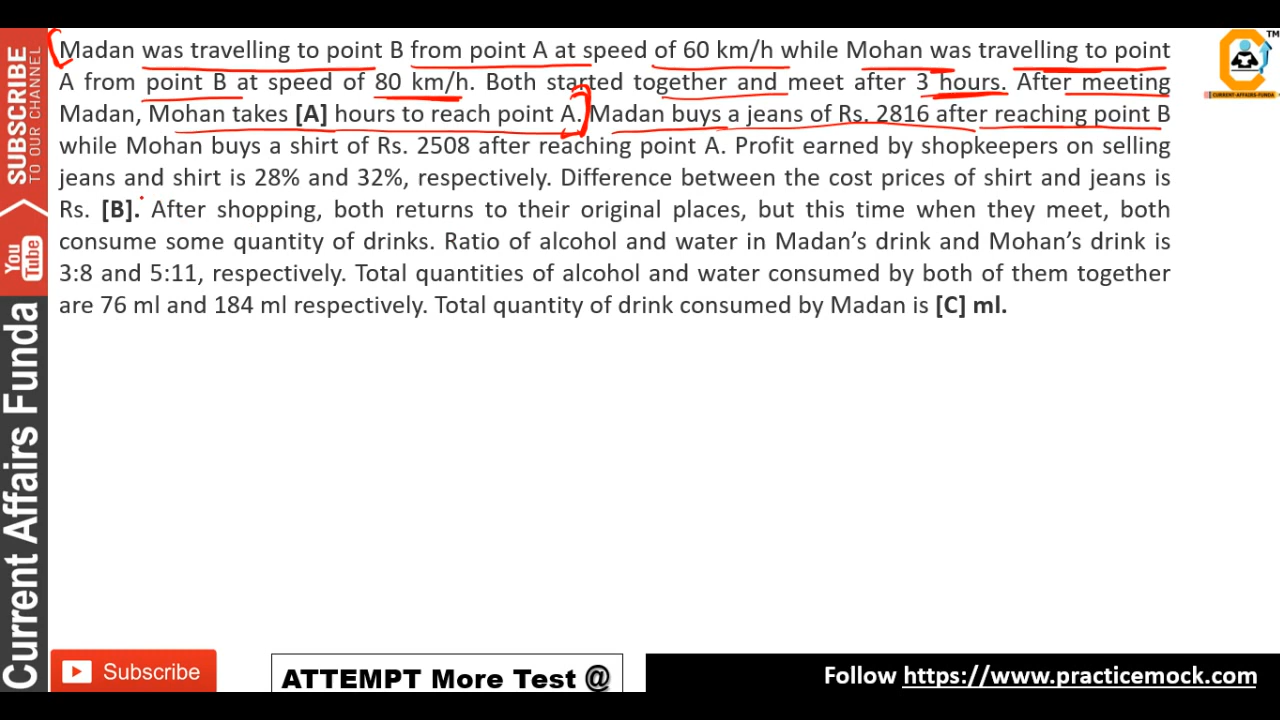 Madan was travelling to point B from point A at speed of 60 km/h while Mohan was travelling to point
A from point B at speed of 80 km/h. Both started together and meet after 3 hours. After meeting
Madan, Mohan takes [A] hours to reach point A. Madan buys a jeans of Rs. 2816 after reaching point B
while Mohan buys a shirt of Rs. 2508 after reaching point A. Profit earned by shopkeepers on selling
jeans and shirt is 28% and 32%, respectively. Difference between the cost prices of shirt and jeans is
Rs. [B]. After shopping, both returns to their original places, but this time when they meet, both
consume some quantity of drinks. Ratio of alcohol and water in Madan’s drink and Mohan’s drink is
3:8 and 5:11, respectively. Total quantities of alcohol and water consumed by both of them together
are 76 ml and 184 ml respectively. Total quantity of drink consumed by Madan is [C] ml.
SUBSCRIBE
TO OUR CHANNEL
You
Tube
Current Affairs Funda
TM
CURRENT-AFFAIRS-FUNDA
Subscribe
ATTEMPT More Test @
Follow https://www.practicemock.com